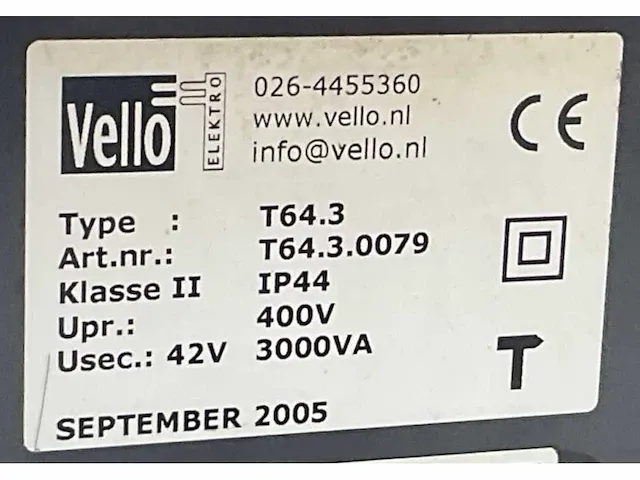 Vello
ELEKTRO
026-4455360
www.vello.nl
info@vello.nl
CE
Type : T64.3
Art.nr.: T64.3.0079
Klasse II IP44
Upr.: 400V
Usec.: 42V 3000VA
T
SEPTEMBER 2005